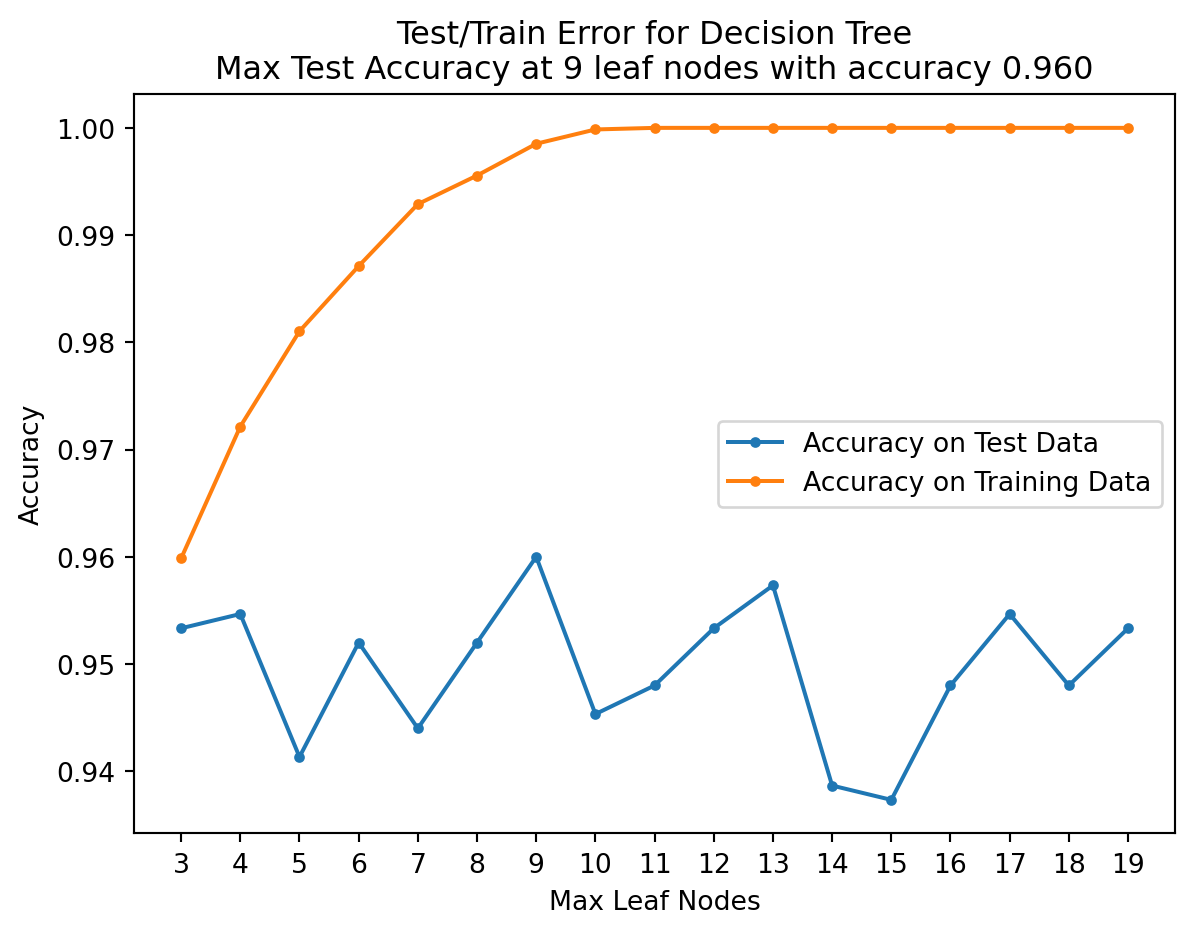 Test/Train Error for Decision Tree
Max Test Accuracy at 9 leaf nodes with accuracy 0.960
1.00
0.99
0.98
0.97
0.96
0.95
0.94
Accuracy
Accuracy on Test Data
Accuracy on Training Data
3 4 5 6 7 8 9 10 11 12 13 14 15 16 17 18 19
Max Leaf Nodes